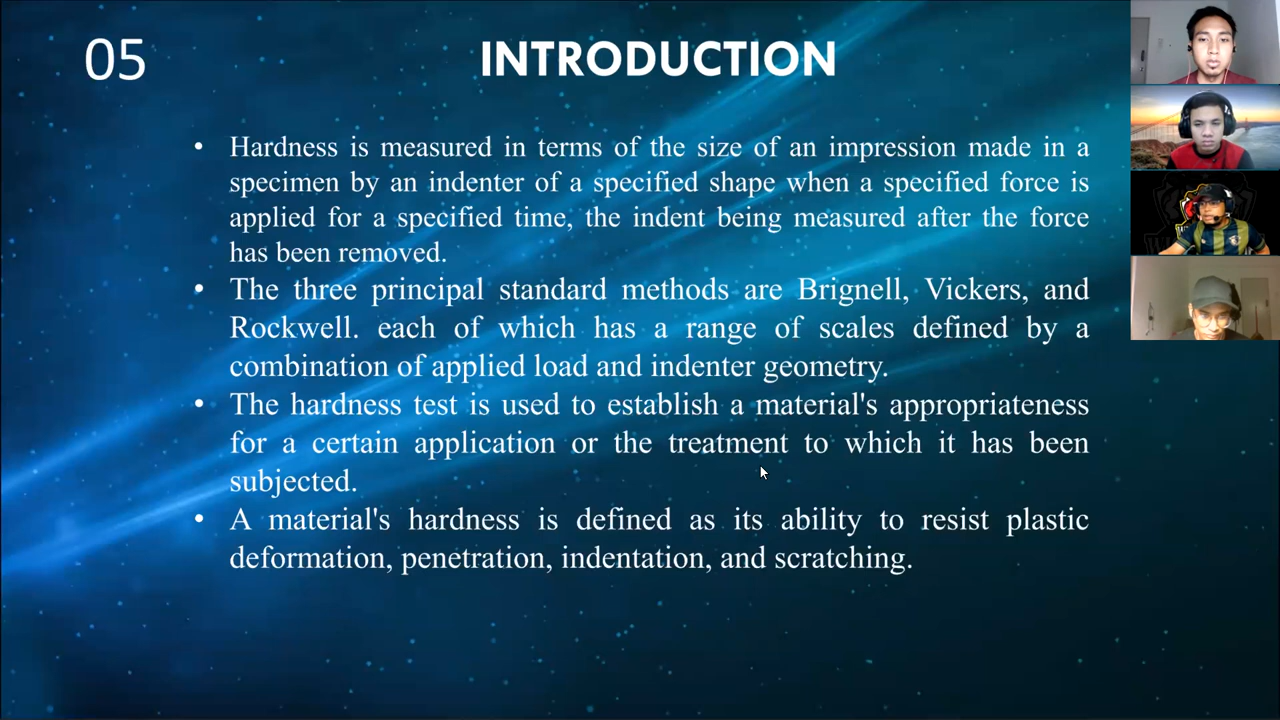 05
INTRODUCTION
• Hardness is measured in terms of the size of an impression made in a
specimen by an indenter of a specified shape when a specified force is
applied for a specified time, the indent being measured after the force
has been removed.
• The three principal standard methods are Brignell, Vickers, and
Rockwell. each of which has a range of scales defined by a
combination of applied load and indenter geometry.
• The hardness test is used to establish a material's appropriateness
for a certain application or the treatment to which it has been
subjected.
• A material's hardness is defined as its ability to resist plastic
deformation, penetration, indentation, and scratching.